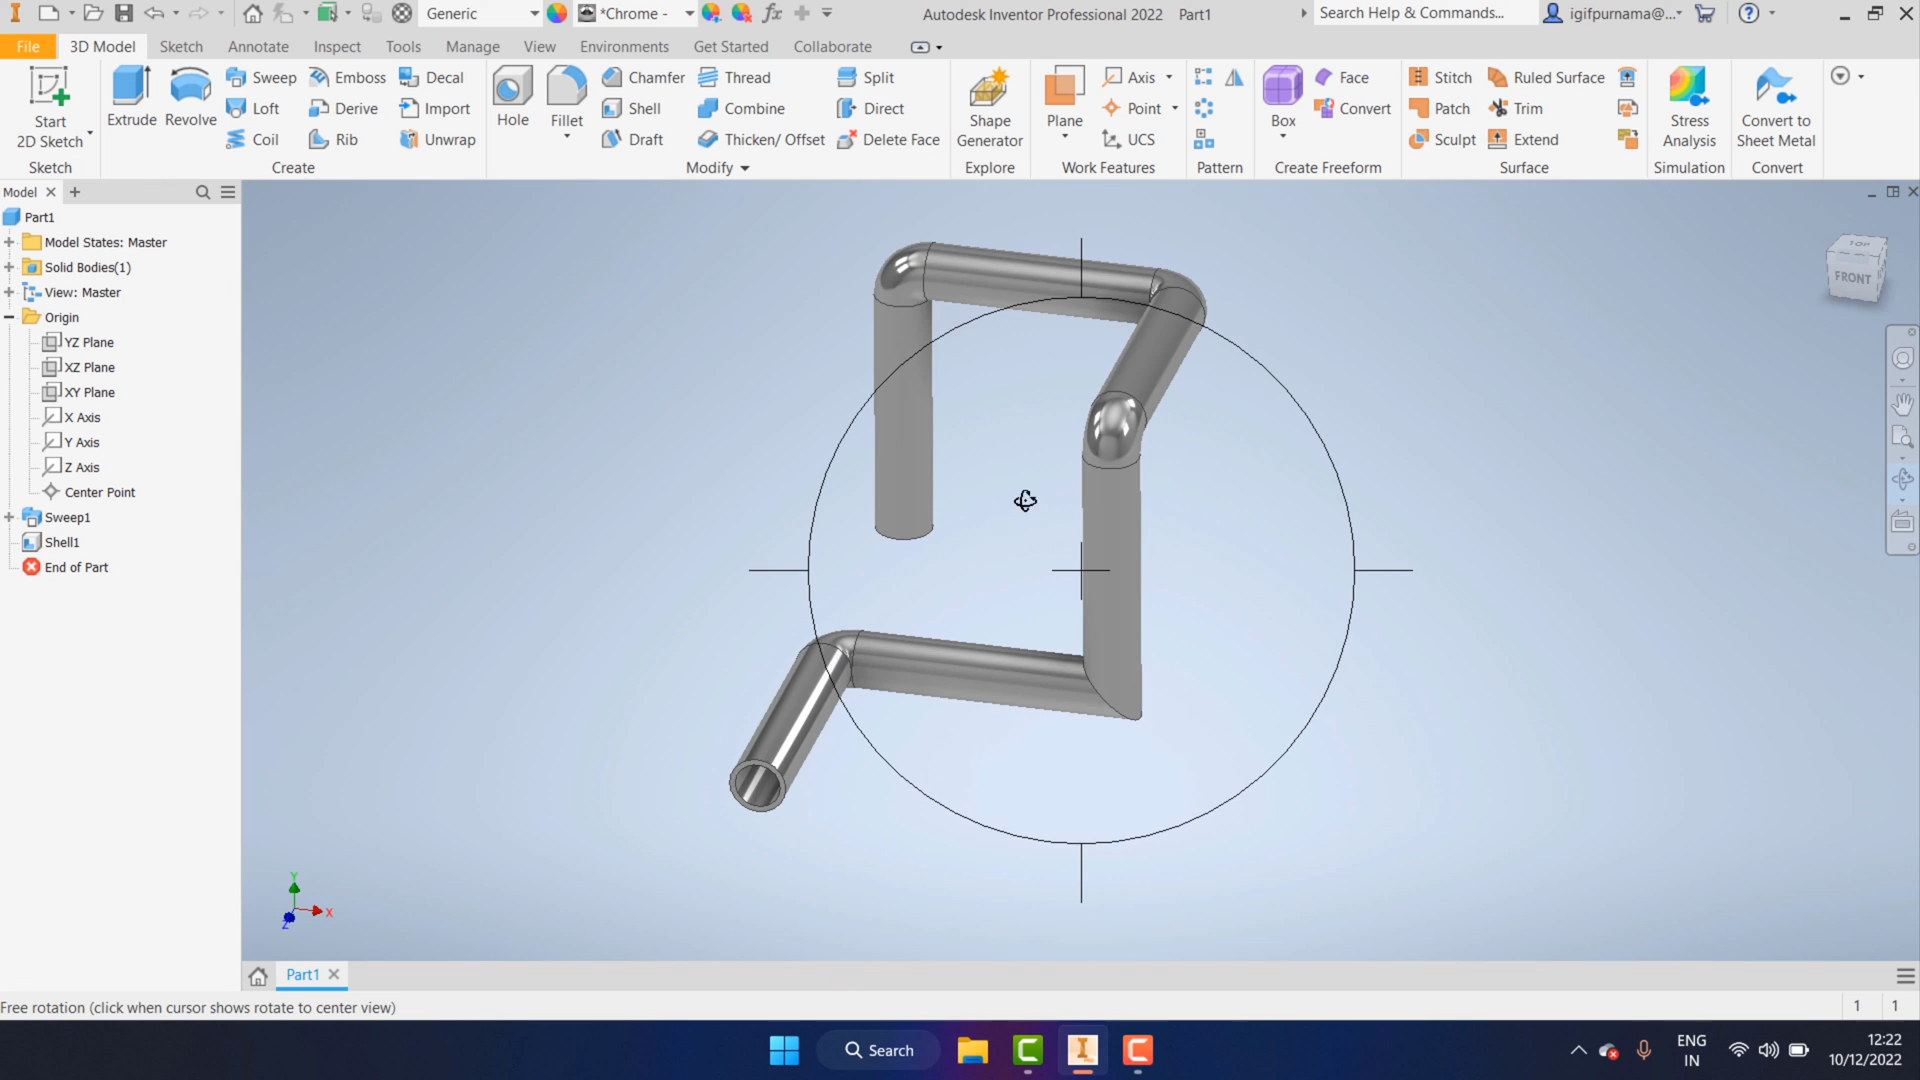 Generic
*Chrome -
fx
Autodesk Inventor Professional 2022 Part1
Search Help & Commands...
igifpurnama@...
File 3D Model Sketch Annotate Inspect Tools Manage View Environments Get Started Collaborate
Start
2D Sketch
Sketch
Extrude
Revolve
Sweep
Loft
Coil
Emboss
Derive
Rib
Decal
Import
Unwrap
Create
Hole
Fillet
Chamfer
Shell
Draft
Thread
Combine
Thicken/ Offset
Split
Direct
Delete Face
Modify
Shape
Generator
Explore
Plane
Axis
Point
UCS
Work Features
Pattern
Box
Face
Convert
Create Freeform
Stitch
Patch
Sculpt
Ruled Surface
Trim
Extend
Surface
Stress
Analysis
Simulation
Convert to
Sheet Metal
Convert
Model
Part1
Model States: Master
Solid Bodies(1)
View: Master
Origin
YZ Plane
XZ Plane
XY Plane
X Axis
Y Axis
Z Axis
Center Point
Sweep1
Shell1
End of Part
TOP
FRONT
Y
X
Z
Part1
Free rotation (click when cursor shows rotate to center view)
1 1
Search
ENG
IN
12:22
10/12/2022